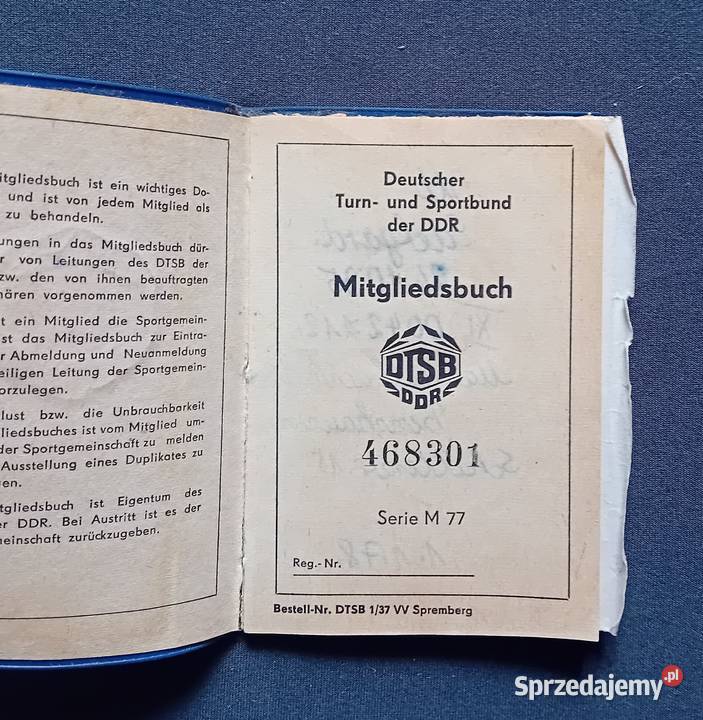 itgliedsbuch ist ein wichtiges Do-
und ist von jedem Mitglied als
zu behandeln.
ungen in das Mitgliedsbuch dür-
r von Leitungen des DTSB der
zw. den von ihnen beauftragten
nären vorgenommen werden.
t ein Mitglied die Sportgemein-
st das Mitgliedsbuch zur Eintra-
r Abmeldung und Neuanmeldung
eiligen Leitung der Sportgemein-
orzulegen.
lust bzw. die Unbrauchbarkeit
liedsbuches ist vom Mitglied um-
der Sportgemeinschaft zu melden
Ausstellung eines Duplikates zu
en.
tgliedsbuch ist Eigentum des
er DDR. Bei Austritt ist es der
einschaft zurückzugeben.
Deutscher
Turn- und Sportbund
der DDR
Mitgliedsbuch
DTSB
DDR
468301
Serie M 77
Reg.-Nr.
Bestell-Nr. DTSB 1/37 VV Spremberg
Sprzedajemy.pl